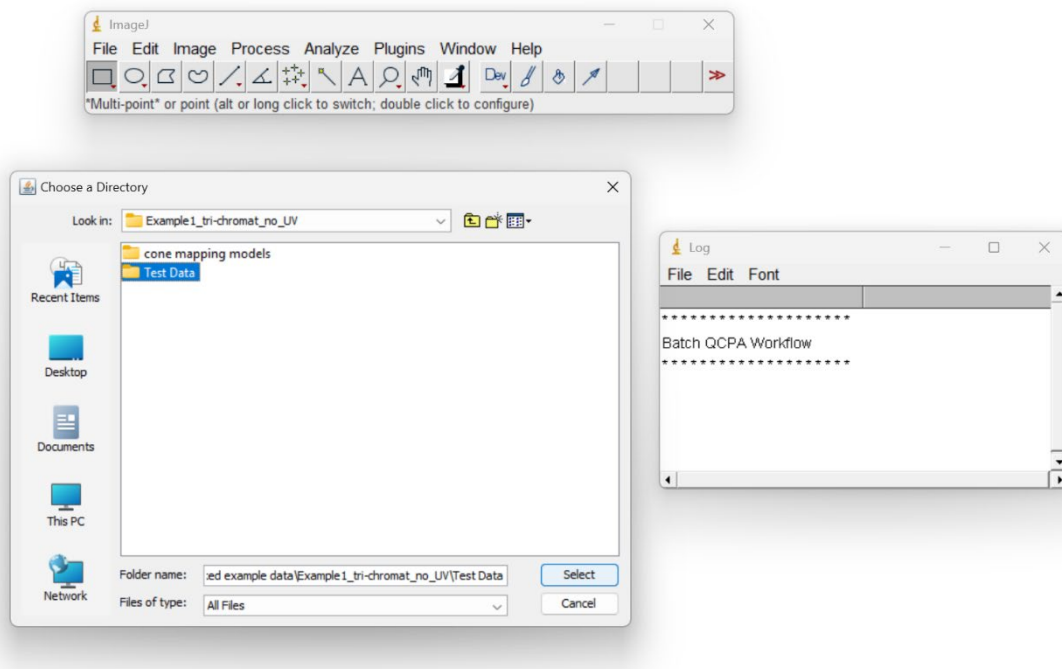 ImageJ
File Edit Image Process Analyze Plugins Window Help
A Dev
*Multi-point* or point (alt or long click to switch; double click to configure)
Choose a Directory
Look in: Example1_tri-chromat_no_UV
cone mapping models
Test Data
Recent Items
Desktop
Documents
This PC
Network
Folder name: :ed example data\Example1_tri-chromat_no_UV\Test Data Select
Files of type: All Files Cancel
Log
File Edit Font
********************
Batch QCPA Workflow
********************